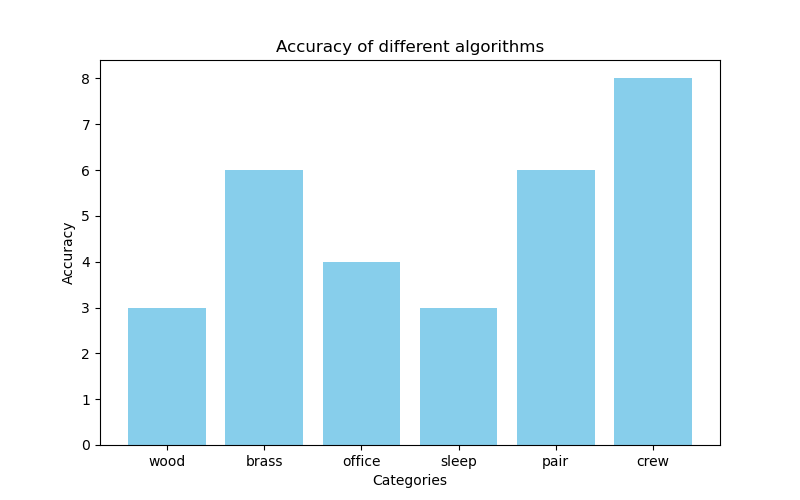 Accuracy of different algorithms
Accuracy
8
7
6
5
4
3
2
1
0
wood brass office sleep pair crew
Categories